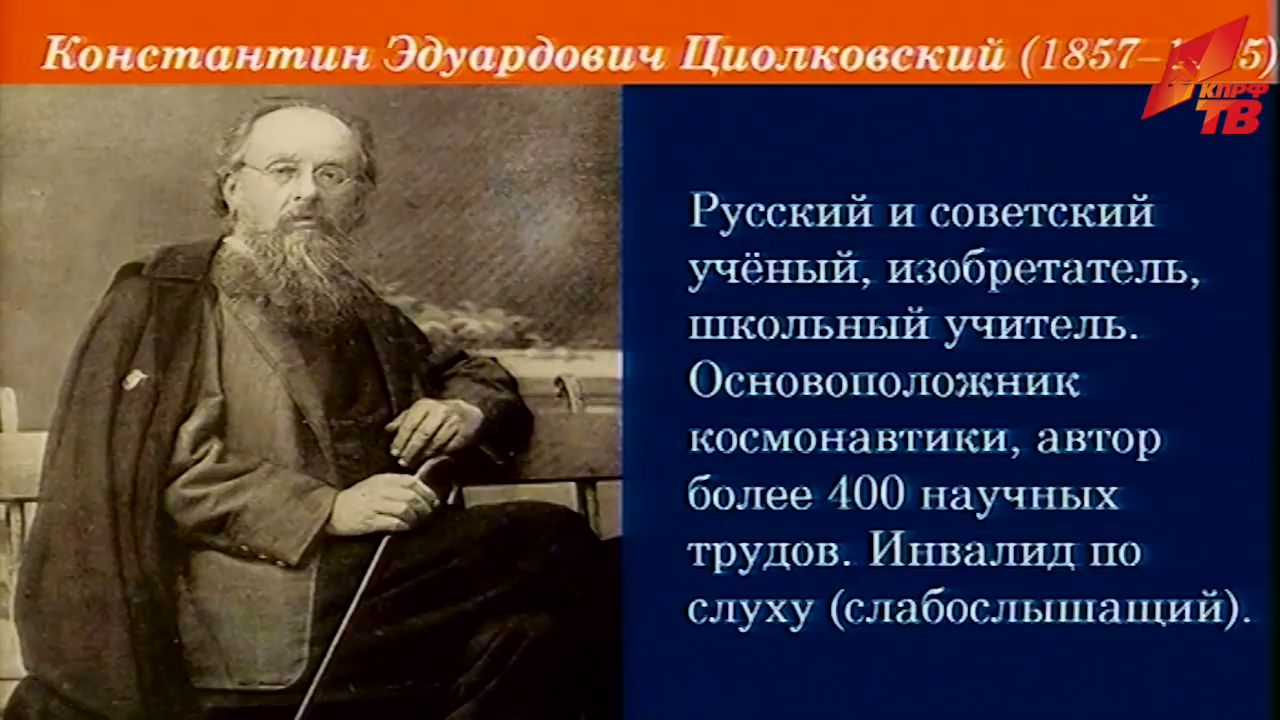 Константин Эдуардович Циолковский (1857–
КПРФ
ТВ
Русский и советский
учёный, изобретатель,
школьный учитель.
Основоположник
космонавтики, автор
более 400 научных
трудов. Инвалид по
слуху (слабослышащий).